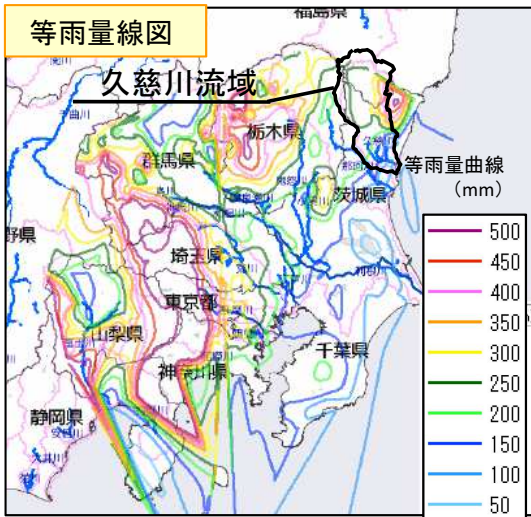 等雨量線図
福島県
久慈川流域
栃木県
群馬県
等雨量曲線
（mm）
茨城県
埼玉県
東京都
山梨県
千葉県
神奈川県
静岡県
野県
500
450
400
350
300
250
200
150
100
50